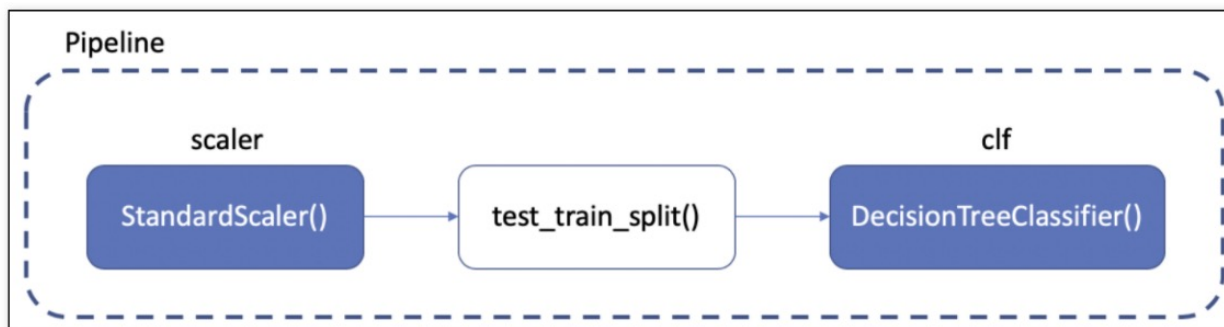 Pipeline
scaler
clf
StandardScaler()
test_train_split()
DecisionTreeClassifier()